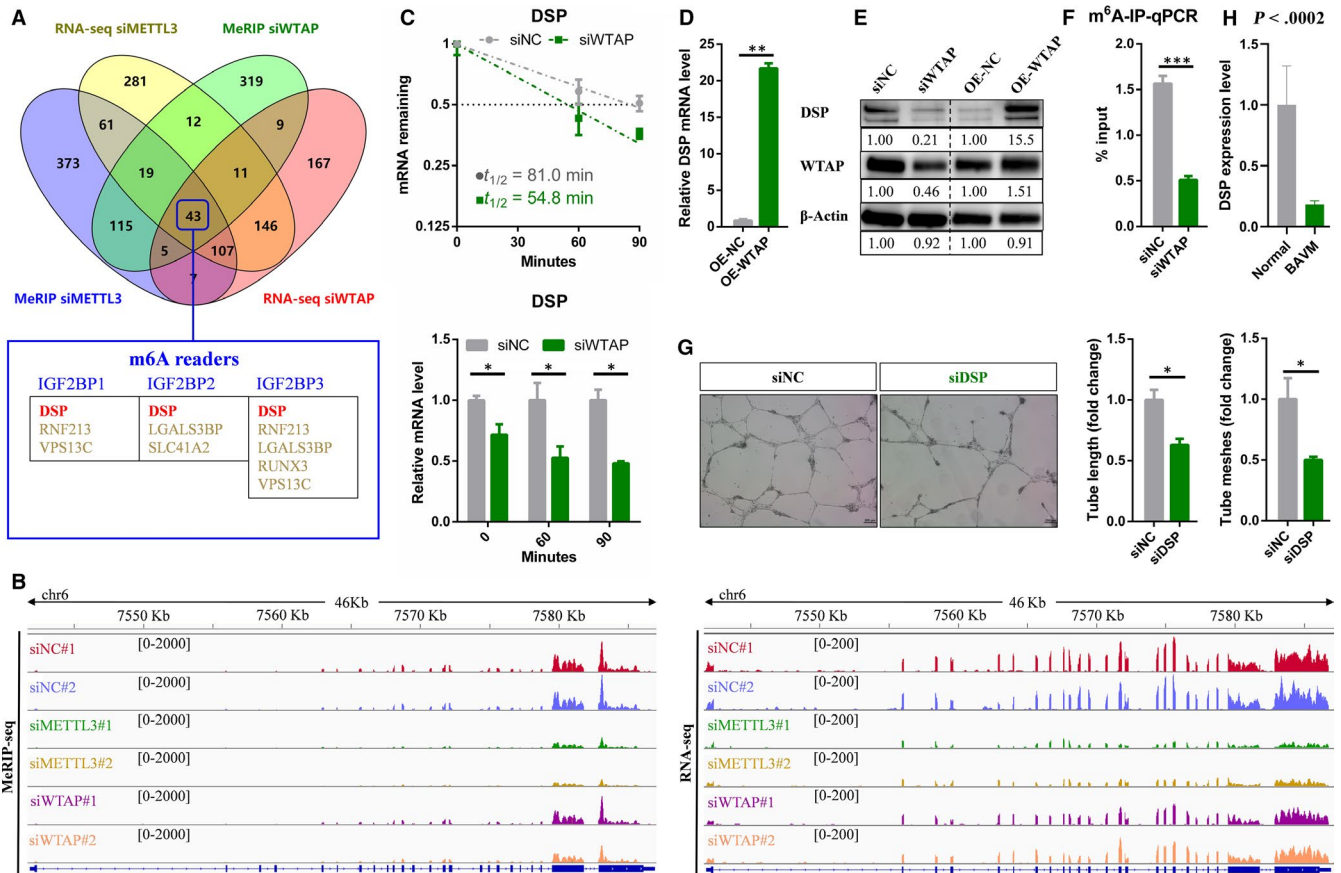 A
RNA-seq siMETTL3
MeRIP siWTAP
281
319
61
12
9
373
19
11
167
43
115
146
5
107
7
MeRIP siMETTL3
RNA-seq siWTAP
m6A readers
IGF2BP1
IGF2BP2
IGF2BP3
DSP
RNF213
VPS13C
DSP
LGALS3BP
SLC41A2
DSP
RNF213
LGALS3BP
RUNX3
VPS13C
C
DSP
siNC
siWTAP
mRNA remaining
1
0.5
0.25
0.125
t1/2 = 81.0 min
t1/2 = 54.8 min
0
30
60
90
Minutes
DSP
siNC
siWTAP
Relative mRNA level
1.5
1.0
0.5
0.0
*
*
*
0
60
90
Minutes
D
Relative DSP mRNA level
25
20
15
10
5
0
**
OE-NC
OE-WTAP
E
siNC
siWTAP
OE-NC
OE-WTAP
DSP
1.00 0.21 1.00 15.5
WTAP
1.00 0.46 1.00 1.51
β-Actin
1.00 0.92 1.00 0.91
F
m6A-IP-qPCR
% input
2.0
1.5
1.0
0.5
0.0
***
siNC
siWTAP
H
P < .0002
DSP expression level
1.5
1.0
0.5
0.0
Normal
BAVM
G
siNC
siDSP
Tube length (fold change)
1.5
1.0
0.5
0.0
*
siNC
siDSP
Tube meshes (fold change)
1.5
1.0
0.5
0.0
*
siNC
siDSP
B
chr6
46Kb
7550 Kb
7560 Kb
7570 Kb
7580 Kb
MeRIP-seq
siNC#1 [0-2000]
siNC#2 [0-2000]
siMETTL3#1 [0-2000]
siMETTL3#2 [0-2000]
siWTAP#1 [0-2000]
siWTAP#2 [0-2000]
chr6
46 Kb
7550 Kb
7560 Kb
7570 Kb
7580 Kb
RNA-seq
siNC#1 [0-200]
siNC#2 [0-200]
siMETTL3#1 [0-200]
siMETTL3#2 [0-200]
siWTAP#1 [0-200]
siWTAP#2 [0-200]